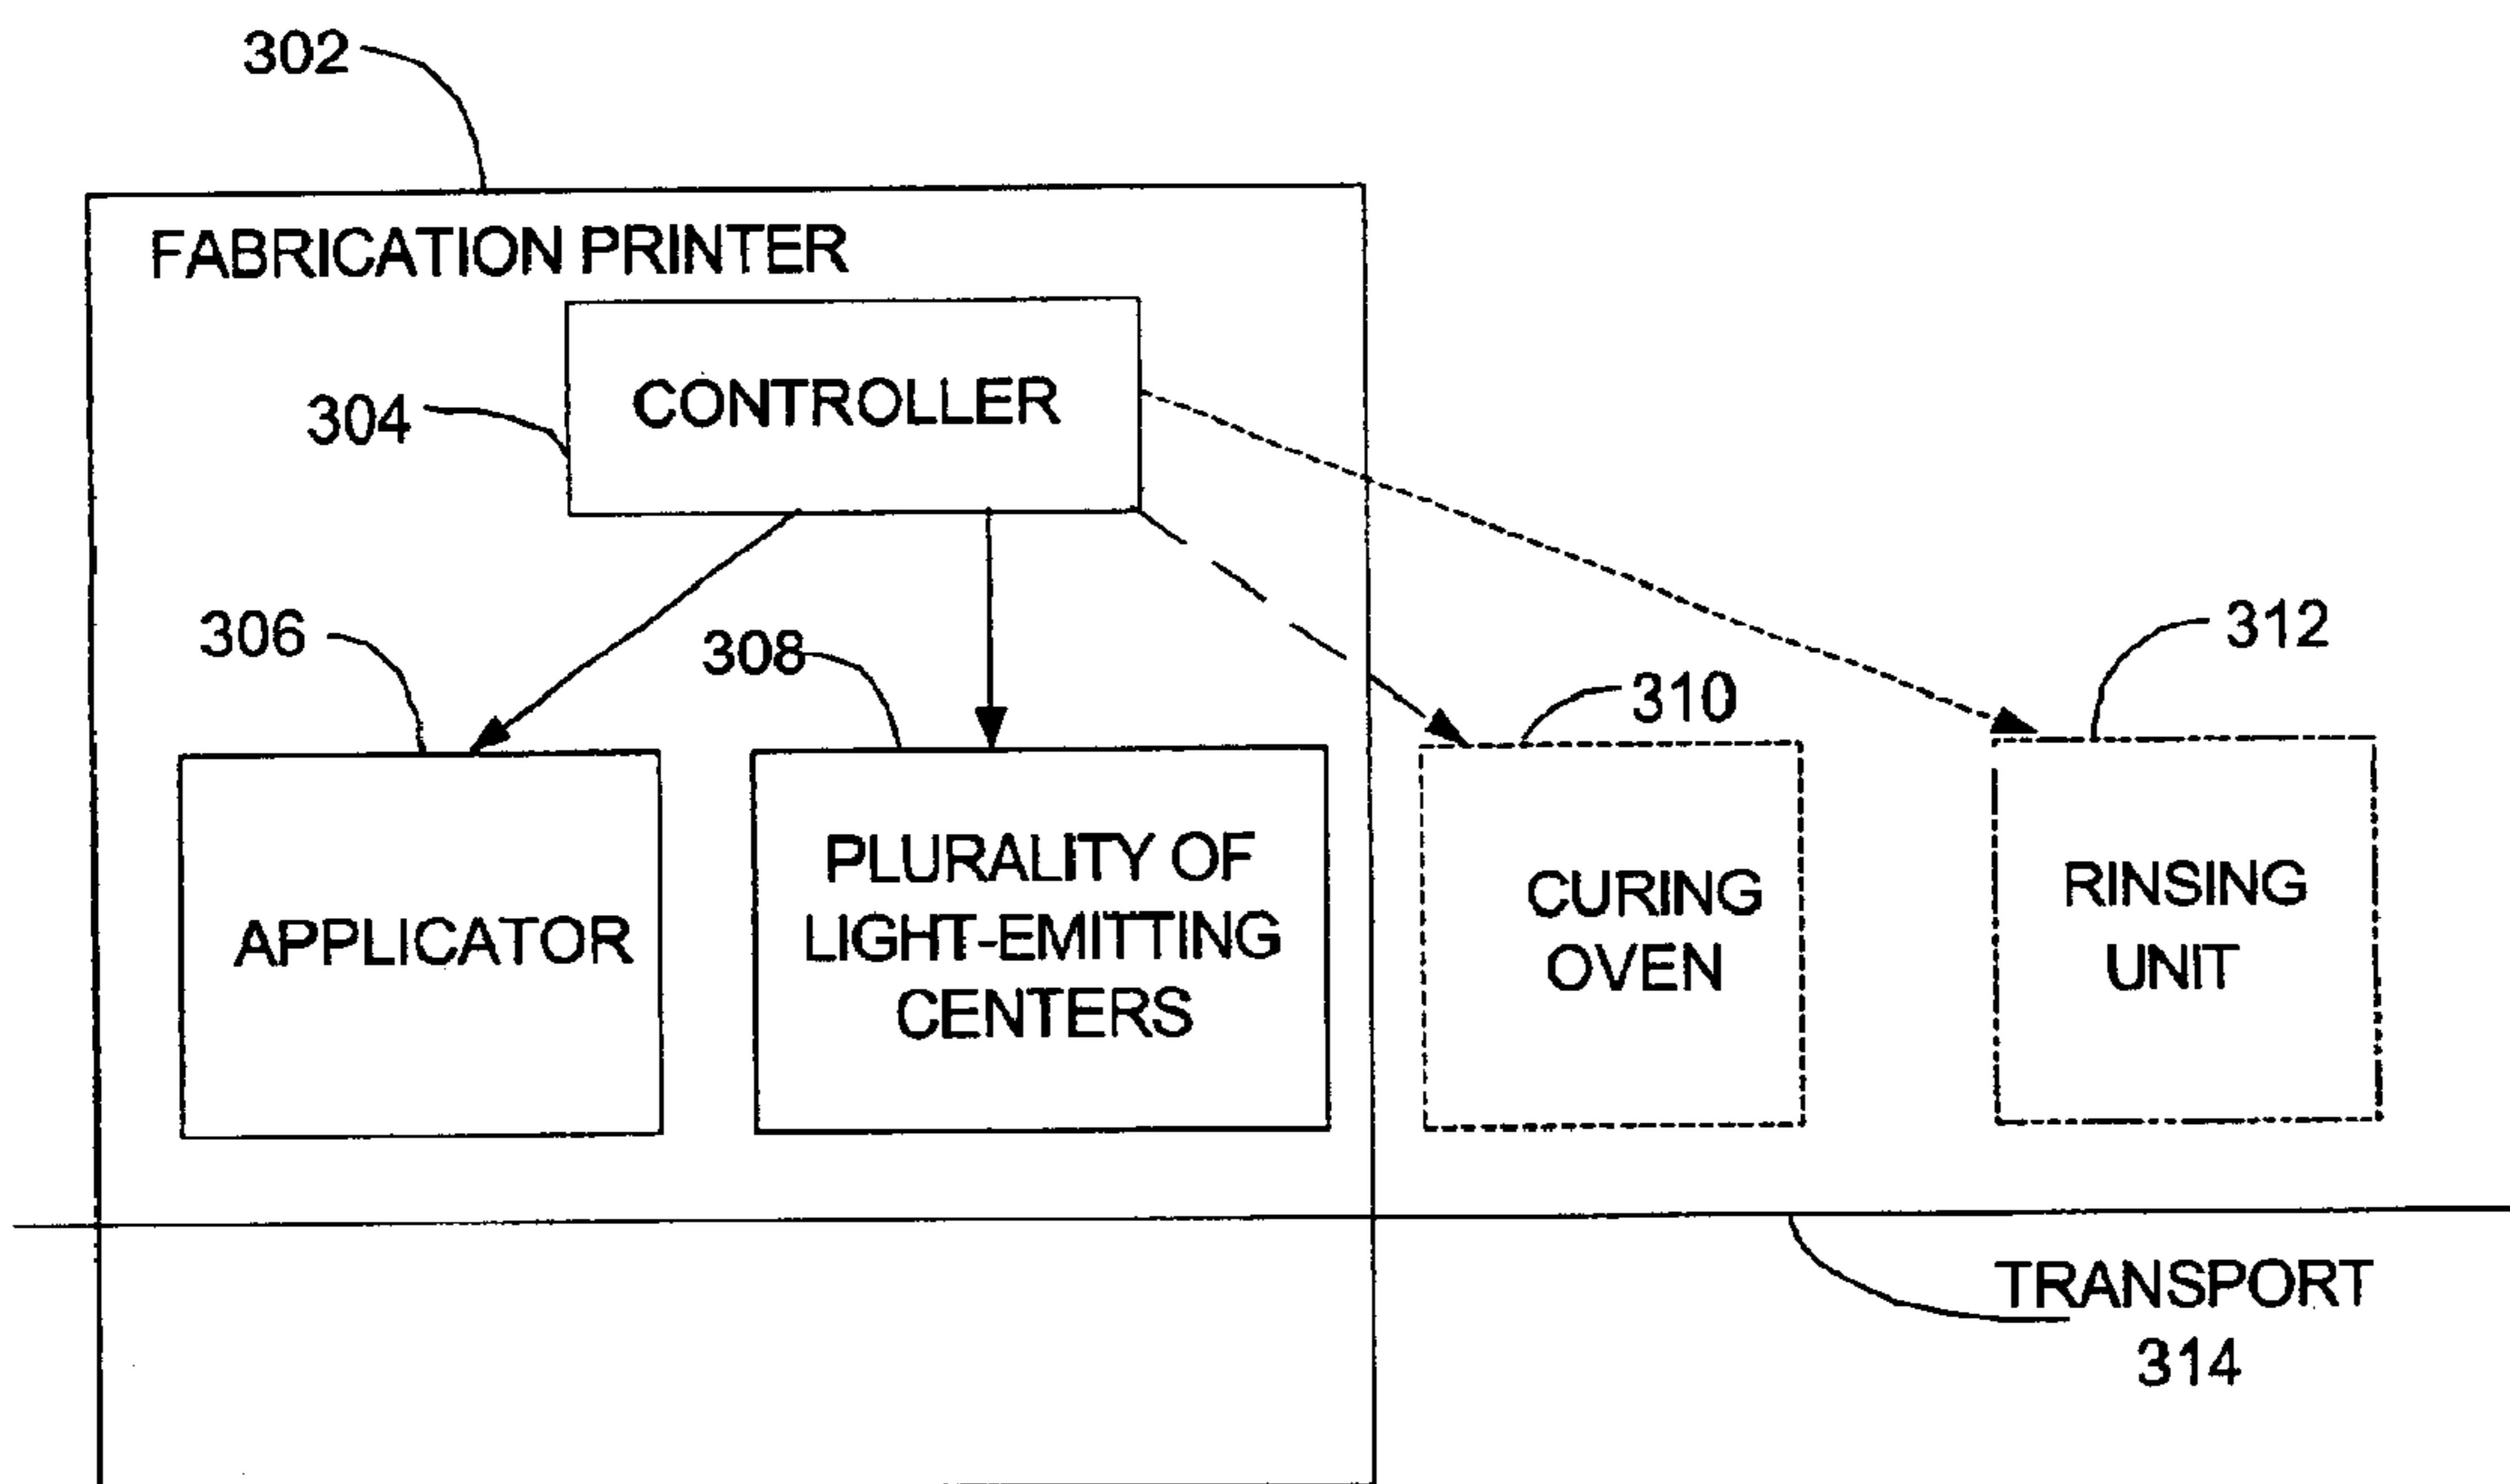 302
FABRICATION PRINTER
CONTROLLER
304
306
308
310
312
APPLICATOR
PLURALITY OF
LIGHT-EMITTING
CENTERS
CURING
OVEN
RINSING
UNIT
TRANSPORT
314